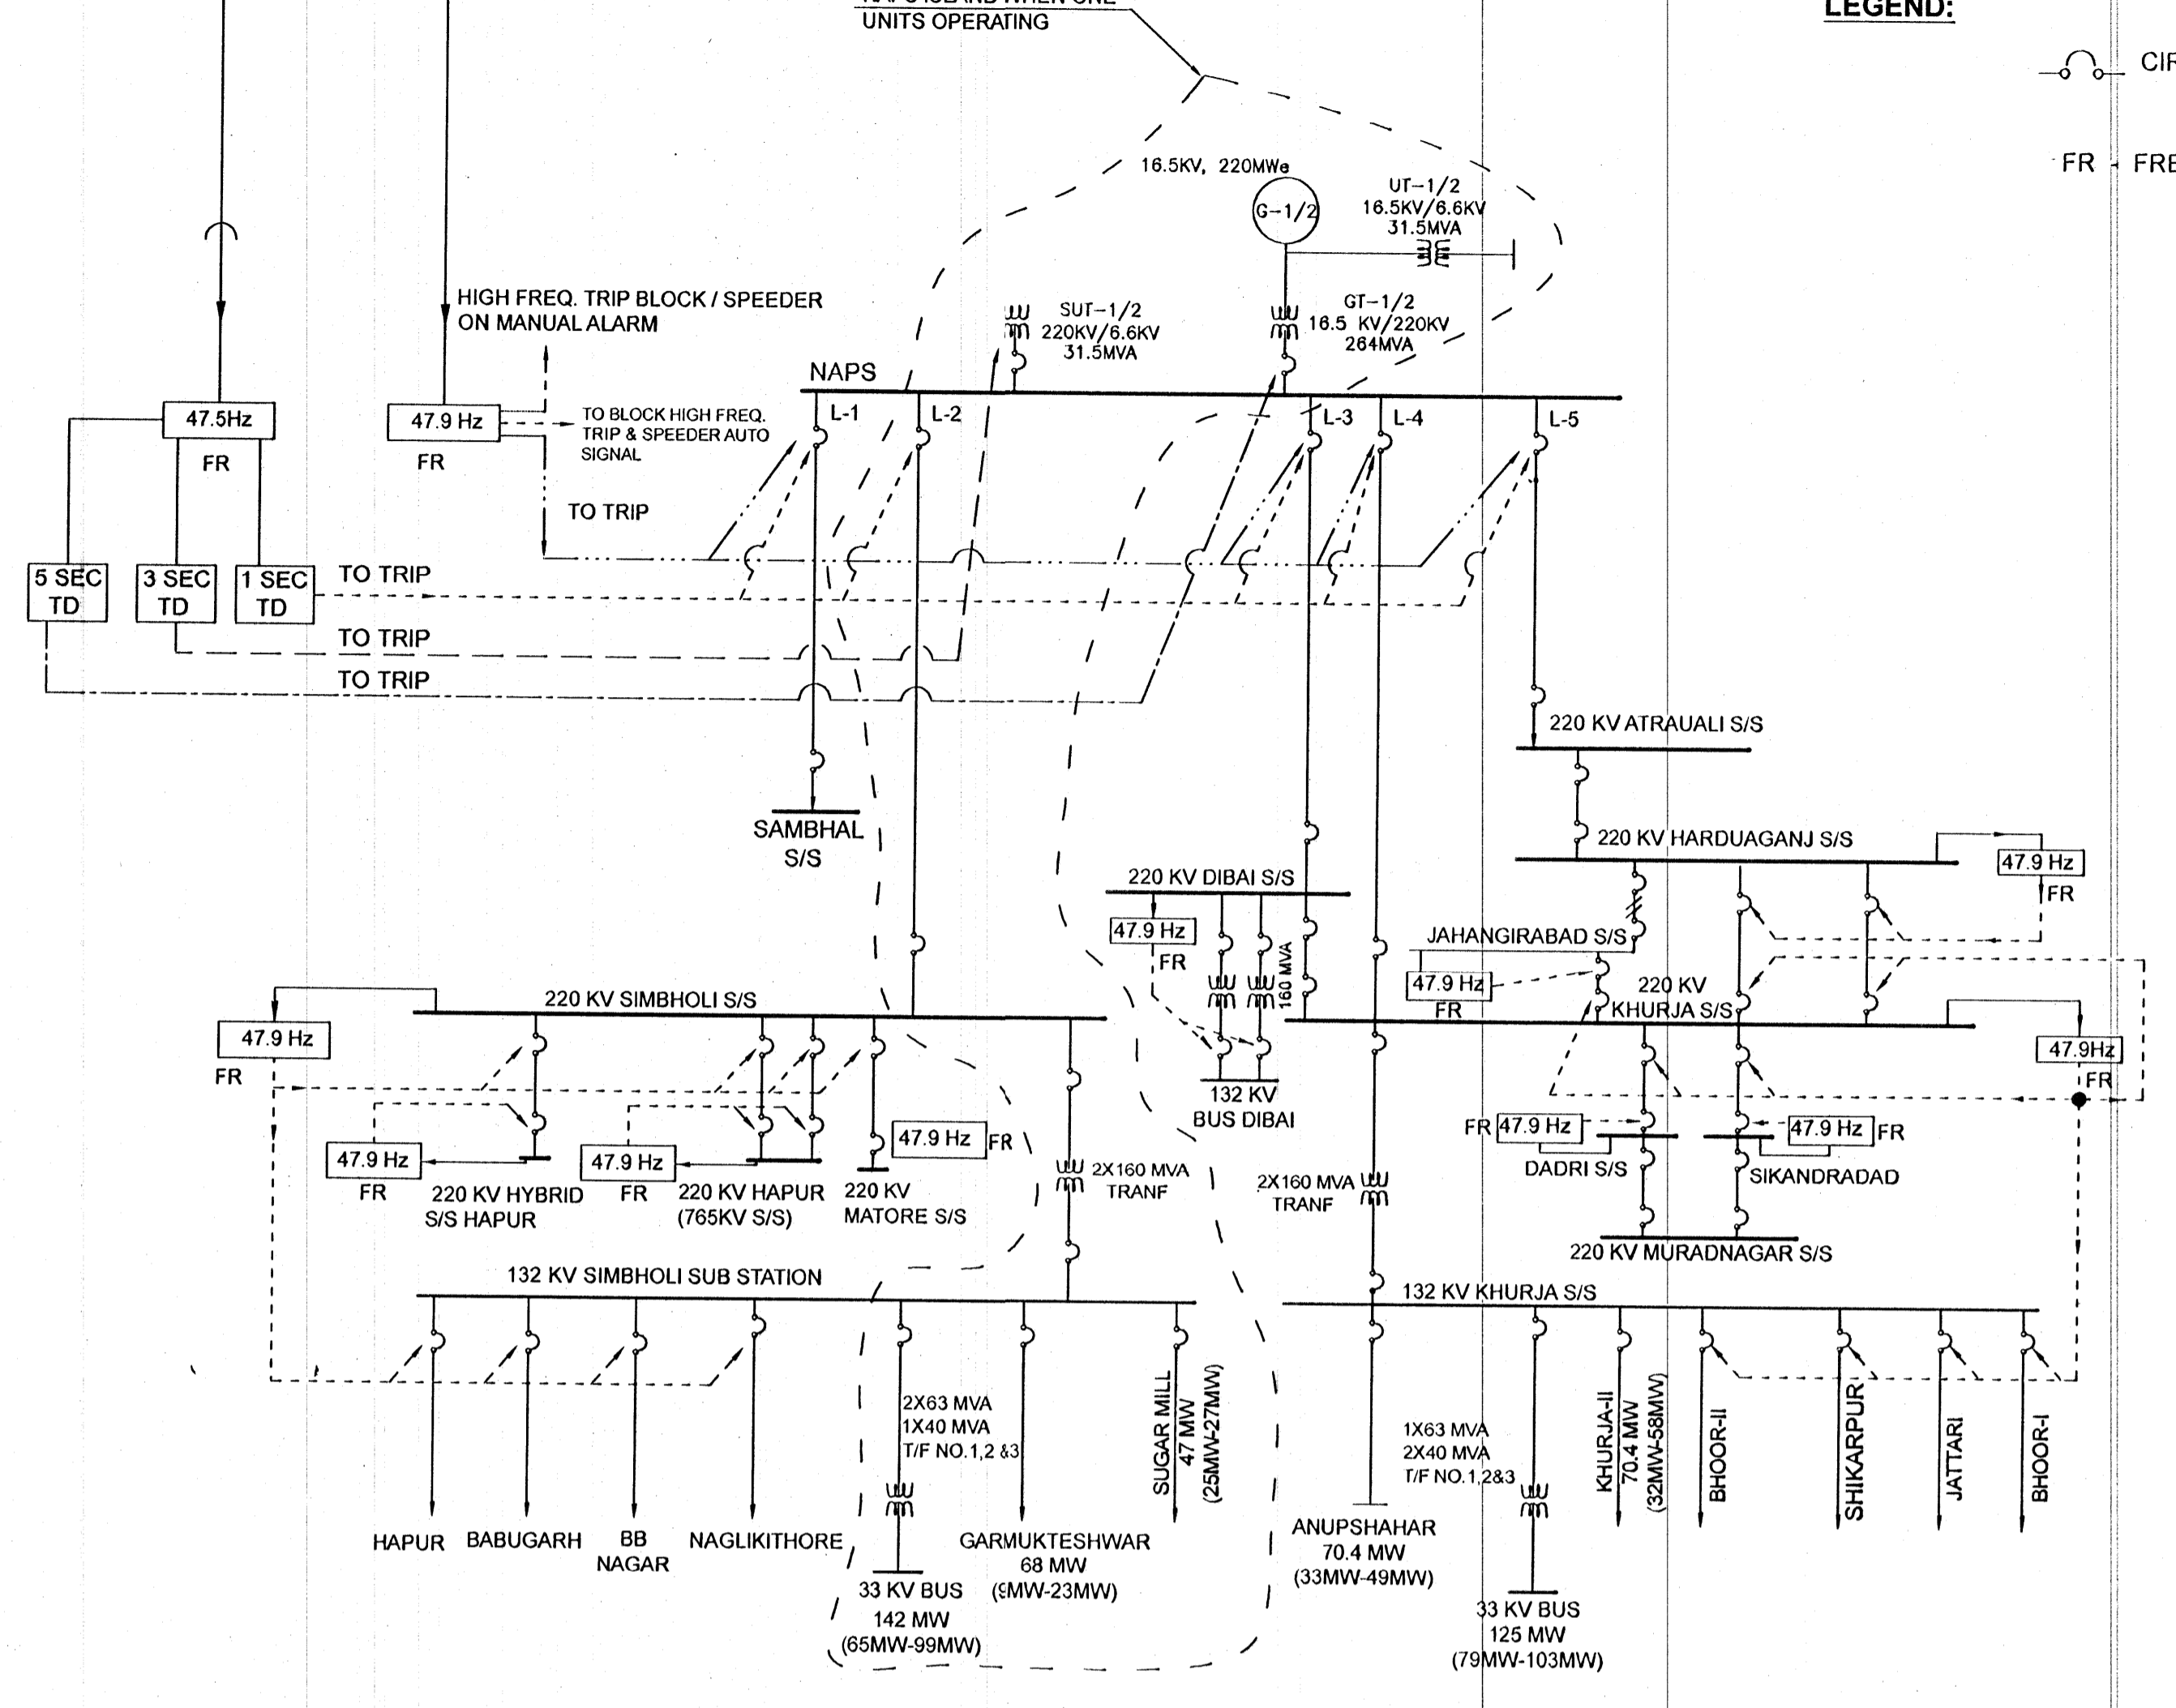 UNITS OPERATING
LEGEND:
FR
16.5KV, 220MWe
G-1/2
UT-1/2
16.5KV/6.6KV
31.5MVA
HIGH FREQ. TRIP BLOCK / SPEEDER
ON MANUAL ALARM
SUT-1/2
220KV/6.6KV
31.5MVA
GT-1/2
16.5 KV/220KV
264MVA
NAPS
47.5Hz
FR
47.9 Hz
FR
TO BLOCK HIGH FREQ.
TRIP & SPEEDER AUTO
SIGNAL
L-1
L-2
L-3
L-4
L-5
TO TRIP
5 SEC
TD
3 SEC
TD
1 SEC
TD
TO TRIP
TO TRIP
TO TRIP
220 KV ATRAUALI S/S
SAMBHAL
S/S
220 KV HARDUAGANJ S/S
47.9 Hz
FR
220 KV DIBAI S/S
47.9 Hz
FR
160 MVA
JAHANGIRABAD S/S
47.9 Hz
FR
220 KV
KHURJA S/S
220 KV SIMBHOLI S/S
47.9 Hz
FR
47.9Hz
FR
132 KV
BUS DIBAI
47.9 Hz
FR
220 KV HYBRID
S/S HAPUR
47.9 Hz
FR
220 KV HAPUR
(765KV S/S)
220 KV
MATORE S/S
47.9 Hz
FR
2X160 MVA
TRANF
2X160 MVA
TRANF
FR
47.9 Hz
DADRI S/S
47.9 Hz
FR
SIKANDRADAD
220 KV MURADNAGAR S/S
132 KV SIMBHOLI SUB STATION
132 KV KHURJA S/S
HAPUR
BABUGARH
BB
NAGAR
NAGLIKITHORE
2X63 MVA
1X40 MVA
T/F NO.1,2 &3
33 KV BUS
142 MW
(65MW-99MW)
GARMUKTESHWAR
68 MW
(9MW-23MW)
SUGAR MILL
47 MW
(25MW-27MW)
ANUPSHAHAR
70.4 MW
(33MW-49MW)
1X63 MVA
2X40 MVA
T/F NO.1,2&3
33 KV BUS
125 MW
(79MW-103MW)
KHURJA-II
70.4 MW
(32MW-58MW)
BHOOR-II
SHIKARPUR
JATTARI
BHOOR-I